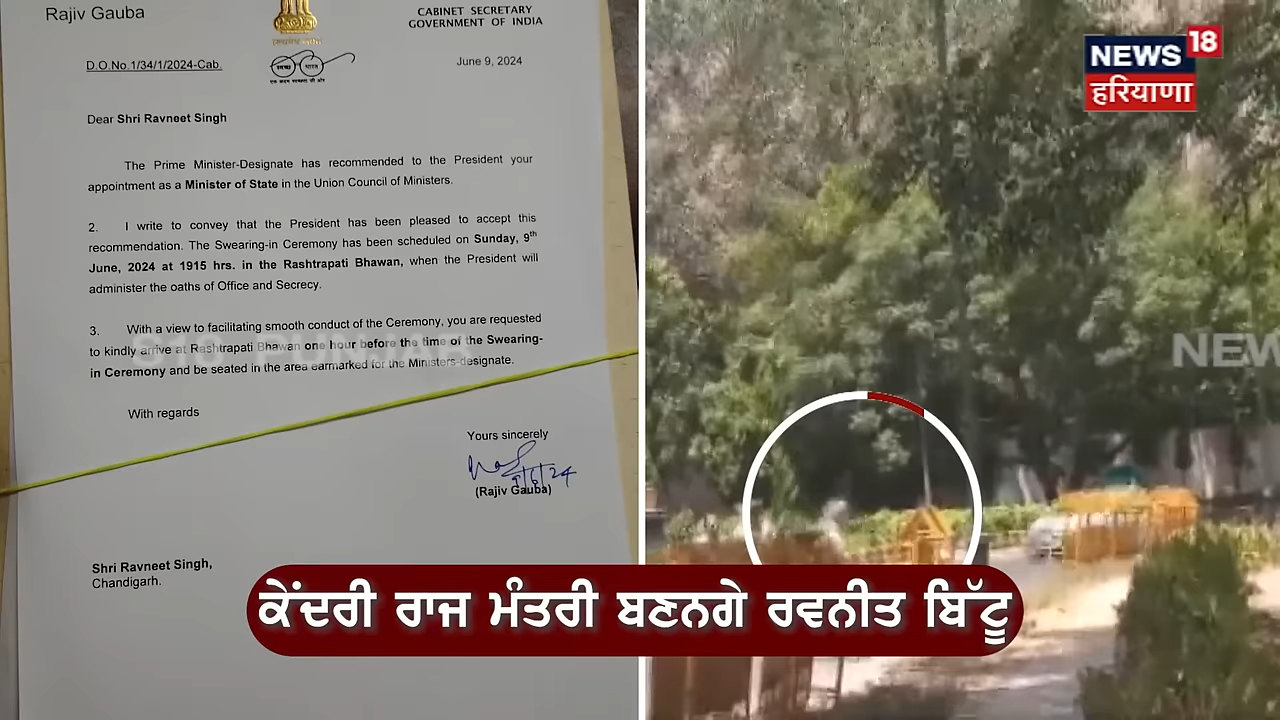 Rajiv Gauba
CABINET SECRETARY
GOVERNMENT OF INDIA
D.O.No.1/34/1/2024-Cab.
स्वच्छ भारत
June 9, 2024
Dear Shri Ravneet Singh
The Prime Minister-Designate has recommended to the President your
appointment as a Minister of State in the Union Council of Ministers.
2. I write to convey that the President has been pleased to accept this
recommendation. The Swearing-in Ceremony has been scheduled on Sunday, 9th
June, 2024 at 1915 hrs. in the Rashtrapati Bhawan, when the President will
administer the oaths of Office and Secrecy.
3. With a view to facilitating smooth conduct of the Ceremony, you are requested
to kindly arrive at Rashtrapati Bhawan one hour before the time of the Swearing-
in Ceremony and be seated in the area earmarked for the Ministers-designate.
With regards
Yours sincerely
9/6/24
(Rajiv Gauba)
Shri Ravneet Singh,
Chandigarh.
NEWS 18
हरियाणा
NEW
ਕੇਂਦਰੀ ਰਾਜ ਮੰਤਰੀ ਬਣਨਗੇ ਰਵਨੀਤ ਬਿੱਟੂ